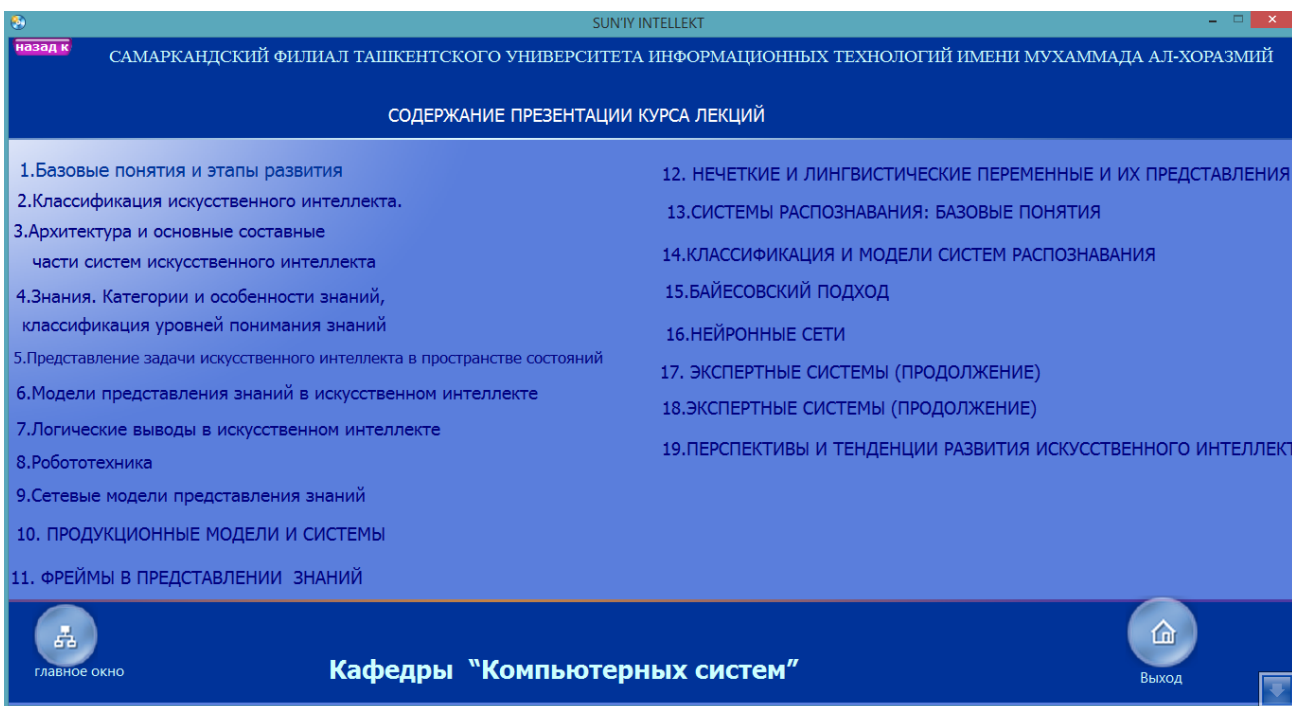 SUN'IY INTELLEKT
назад к
САМАРКАНДСКИЙ ФИЛИАЛ ТАШКЕНТСКОГО УНИВЕРСИТЕТА ИНФОРМАЦИОННЫХ ТЕХНОЛОГИЙ ИМЕНИ МУХАММАДА АЛ-ХОРАЗМИЙ
СОДЕРЖАНИЕ ПРЕЗЕНТАЦИИ КУРСА ЛЕКЦИЙ
1.Базовые понятия и этапы развития
2.Классификация искусственного интеллекта.
3.Архитектура и основные составные
части систем искусственного интеллекта
4.Знания. Категории и особенности знаний,
классификация уровней понимания знаний
5.Представление задачи искусственного интеллекта в пространстве состояний
6.Модели представления знаний в искусственном интеллекте
7.Логические выводы в искусственном интеллекте
8.Робототехника
9.Сетевые модели представления знаний
10. ПРОДУКЦИОННЫЕ МОДЕЛИ И СИСТЕМЫ
11. ФРЕЙМЫ В ПРЕДСТАВЛЕНИИ ЗНАНИЙ
12. НЕЧЕТКИЕ И ЛИНГВИСТИЧЕСКИЕ ПЕРЕМЕННЫЕ И ИХ ПРЕДСТАВЛЕНИЯ
13.СИСТЕМЫ РАСПОЗНАВАНИЯ: БАЗОВЫЕ ПОНЯТИЯ
14.КЛАССИФИКАЦИЯ И МОДЕЛИ СИСТЕМ РАСПОЗНАВАНИЯ
15.БАЙЕСОВСКИЙ ПОДХОД
16.НЕЙРОННЫЕ СЕТИ
17. ЭКСПЕРТНЫЕ СИСТЕМЫ (ПРОДОЛЖЕНИЕ)
18.ЭКСПЕРТНЫЕ СИСТЕМЫ (ПРОДОЛЖЕНИЕ)
19.ПЕРСПЕКТИВЫ И ТЕНДЕНЦИИ РАЗВИТИЯ ИСКУССТВЕННОГО ИНТЕЛЛЕКТ
главное окно
Кафедры "Компьютерных систем"
Выход